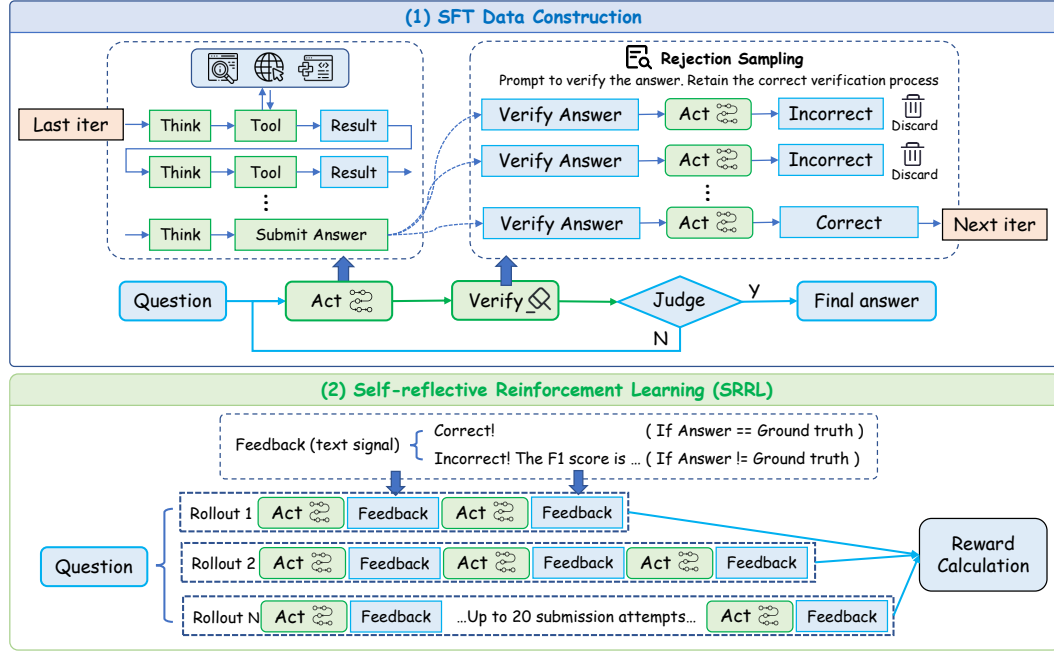 (1) SFT Data Construction
Rejection Sampling
Prompt to verify the answer. Retain the correct verification process
Last iter
Think
Tool
Result
Verify Answer
Act
Incorrect
Discard
Think
Tool
Result
Verify Answer
Act
Incorrect
Discard
...
...
Think
Submit Answer
Verify Answer
Act
Correct
Next iter
Question
Act
Verify
Judge
Y
Final answer
N
(2) Self-reflective Reinforcement Learning (SRRL)
Feedback (text signal)
Correct! ( If Answer == Ground truth )
Incorrect! The F1 score is ... ( If Answer != Ground truth )
Rollout 1 Act Feedback Act Feedback
Question
Rollout 2 Act Feedback Act Feedback Act Feedback
Reward
Calculation
Rollout N Act Feedback ...Up to 20 submission attempts... Act Feedback